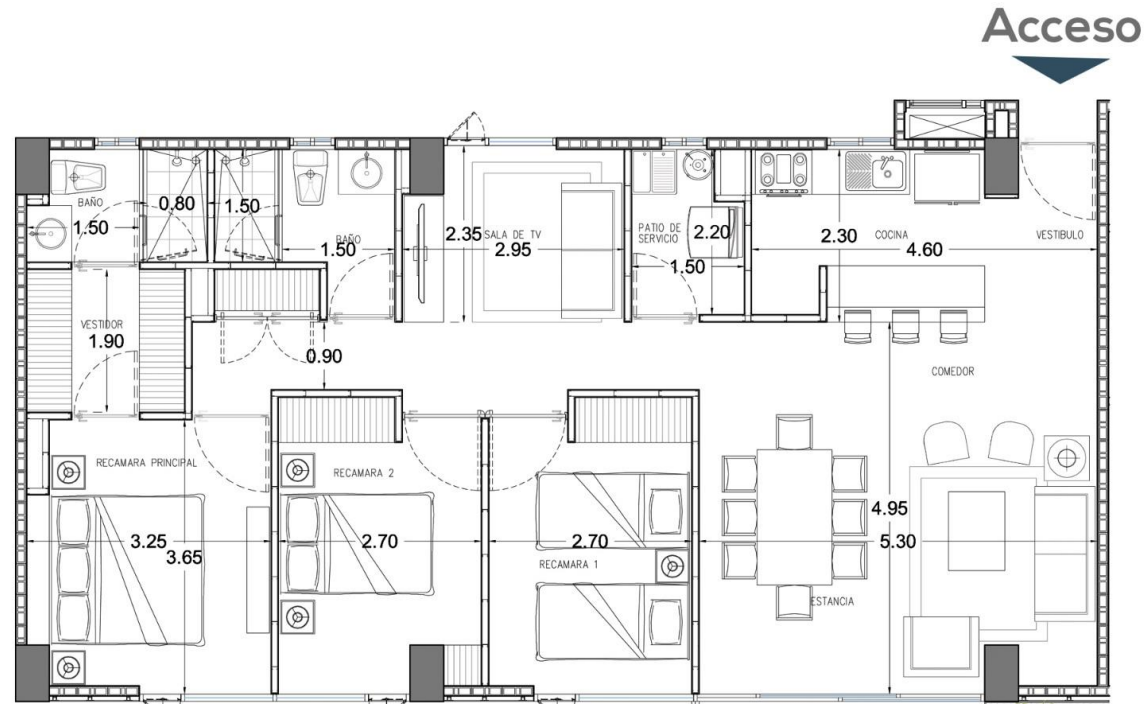 Acceso
BAÑO
1.50
0.80
1.50
BAÑO
1.50
2.35
SALA DE TV
2.95
PATIO DE
SERVICIO
2.20
1.50
2.30
COCINA
4.60
VESTIBULO
VESTIDOR
1.90
0.90
COMEDOR
RECAMARA PRINCIPAL
3.25
3.65
RECAMARA 2
2.70
2.70
RECAMARA 1
4.95
5.30
ESTANCIA